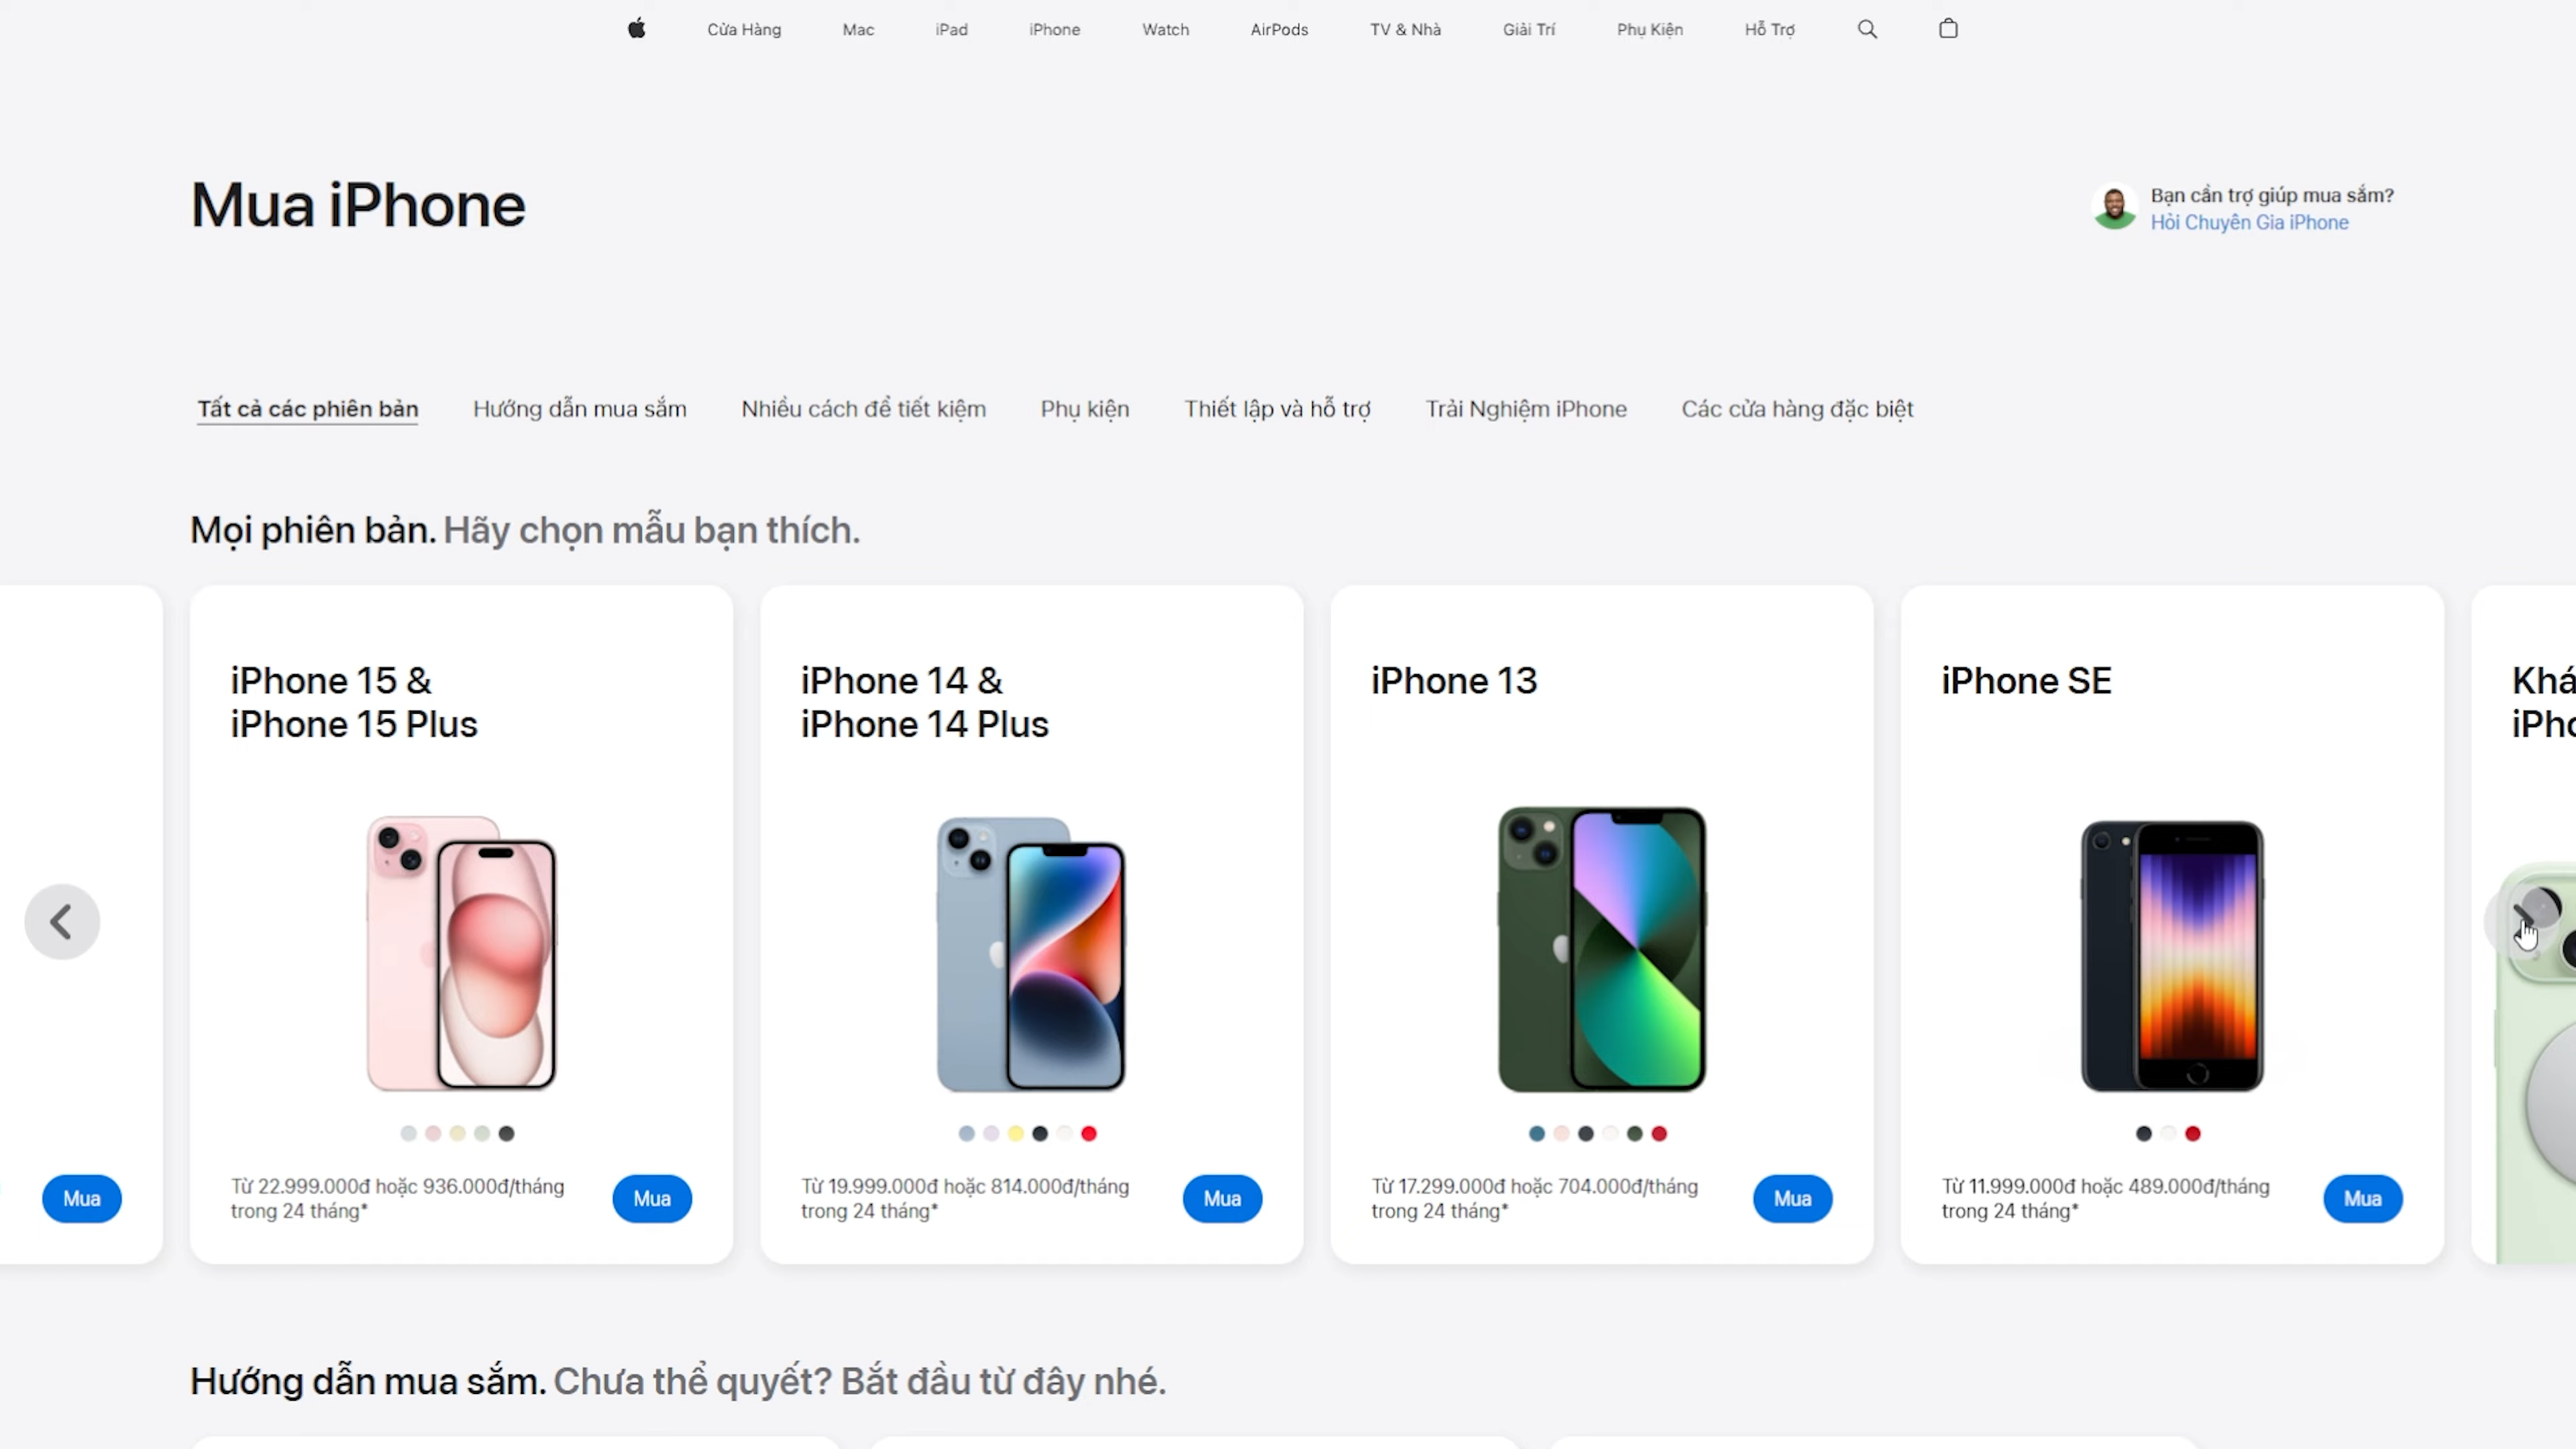 Cửa Hàng Mac iPad iPhone Watch AirPods TV & Nhà Giải Trí Phụ Kiện Hỗ Trợ
Mua iPhone
Bạn cần trợ giúp mua sắm?
Hỏi Chuyên Gia iPhone
Tất cả các phiên bản Hướng dẫn mua sắm Nhiều cách để tiết kiệm Phụ kiện Thiết lập và hỗ trợ Trải Nghiệm iPhone Các cửa hàng đặc biệt
Mọi phiên bản. Hãy chọn mẫu bạn thích.
Mua
iPhone 15 &
iPhone 15 Plus
Từ 22.999.000đ hoặc 936.000đ/tháng
trong 24 tháng*
Mua
iPhone 14 &
iPhone 14 Plus
Từ 19.999.000đ hoặc 814.000đ/tháng
trong 24 tháng*
Mua
iPhone 13
Từ 17.299.000đ hoặc 704.000đ/tháng
trong 24 tháng*
Mua
iPhone SE
Từ 11.999.000đ hoặc 489.000đ/tháng
trong 24 tháng*
Mua
Hướng dẫn mua sắm. Chưa thể quyết? Bắt đầu từ đây nhé.